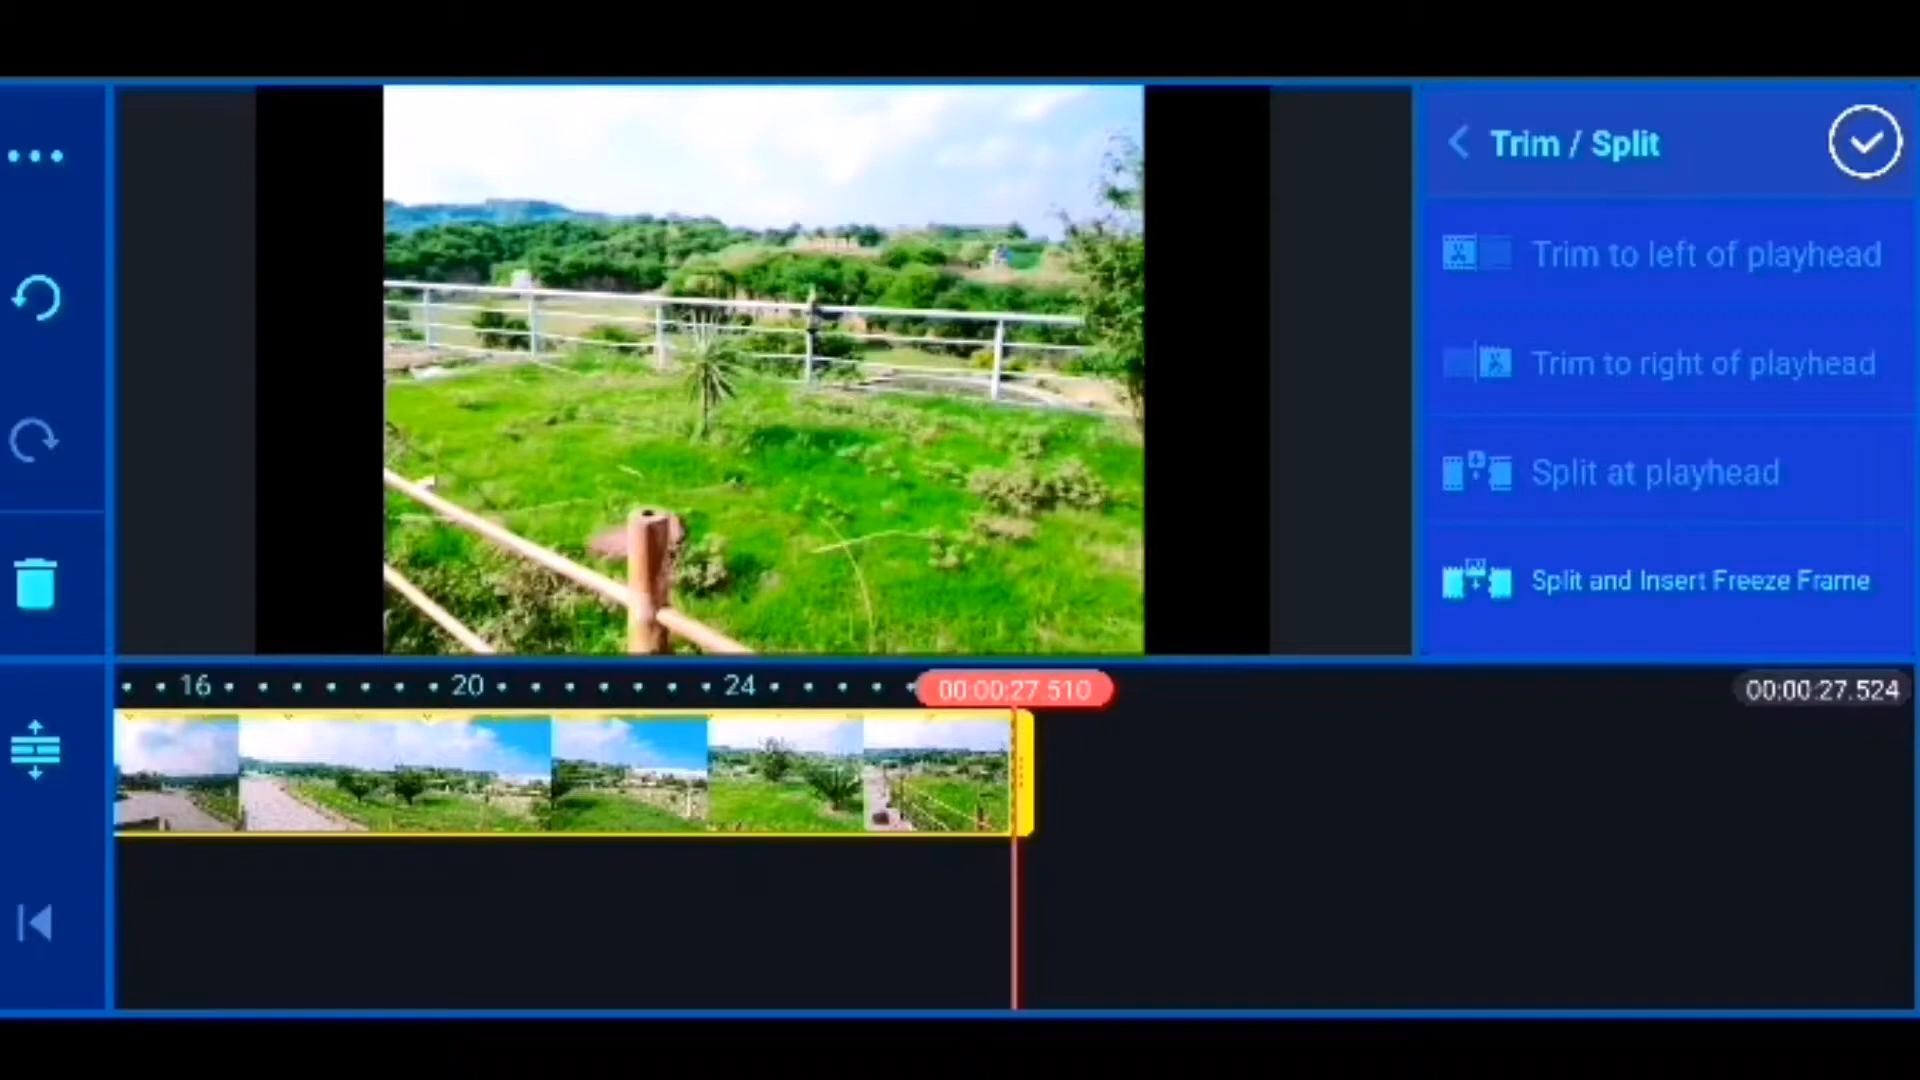 Trim / Split
Trim to left of playhead
Trim to right of playhead
Split at playhead
Split and Insert Freeze Frame
16
20
24
00:00:27.510
00:00:27.524